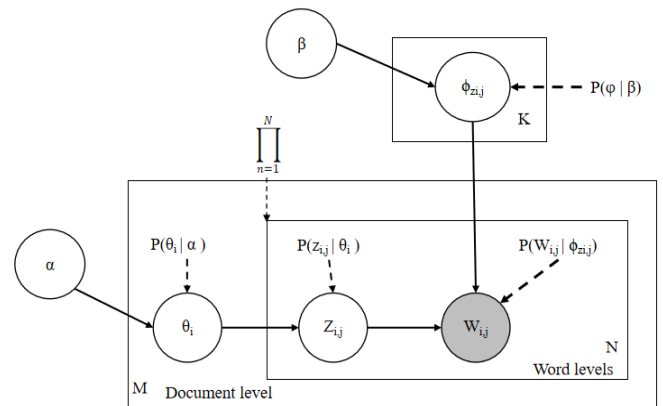 β
ϕzi,j
P(φ | β)
K
N
∏
n=1
P(θi | α )
P(zi,j | θi )
P(Wi,j | ϕzi,j)
α
θi
Zi,j
Wi,j
N
Word levels
M
Document level